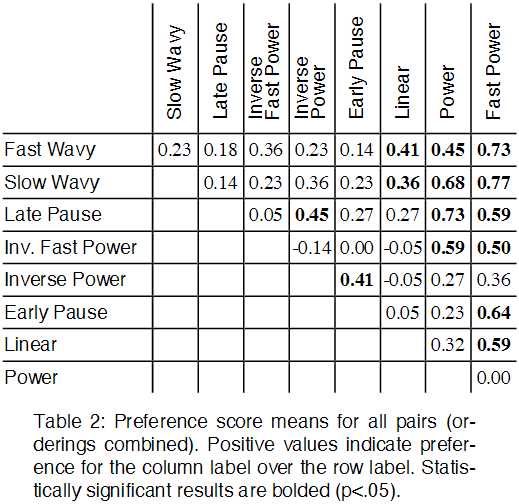 Slow Wavy
Late Pause
Inverse
Fast Power
Inverse
Power
Early Pause
Linear
Power
Fast Power
Fast Wavy 0.23 0.18 0.36 0.23 0.14 0.41 0.45 0.73
Slow Wavy 0.14 0.23 0.36 0.23 0.36 0.68 0.77
Late Pause 0.05 0.45 0.27 0.27 0.73 0.59
Inv. Fast Power -0.14 0.00 -0.05 0.59 0.50
Inverse Power 0.41 -0.05 0.27 0.36
Early Pause 0.05 0.23 0.64
Linear 0.32 0.59
Power 0.00
Table 2: Preference score means for all pairs (or-
derings combined). Positive values indicate prefer-
ence for the column label over the row label. Statis-
tically significant results are bolded (p<.05).